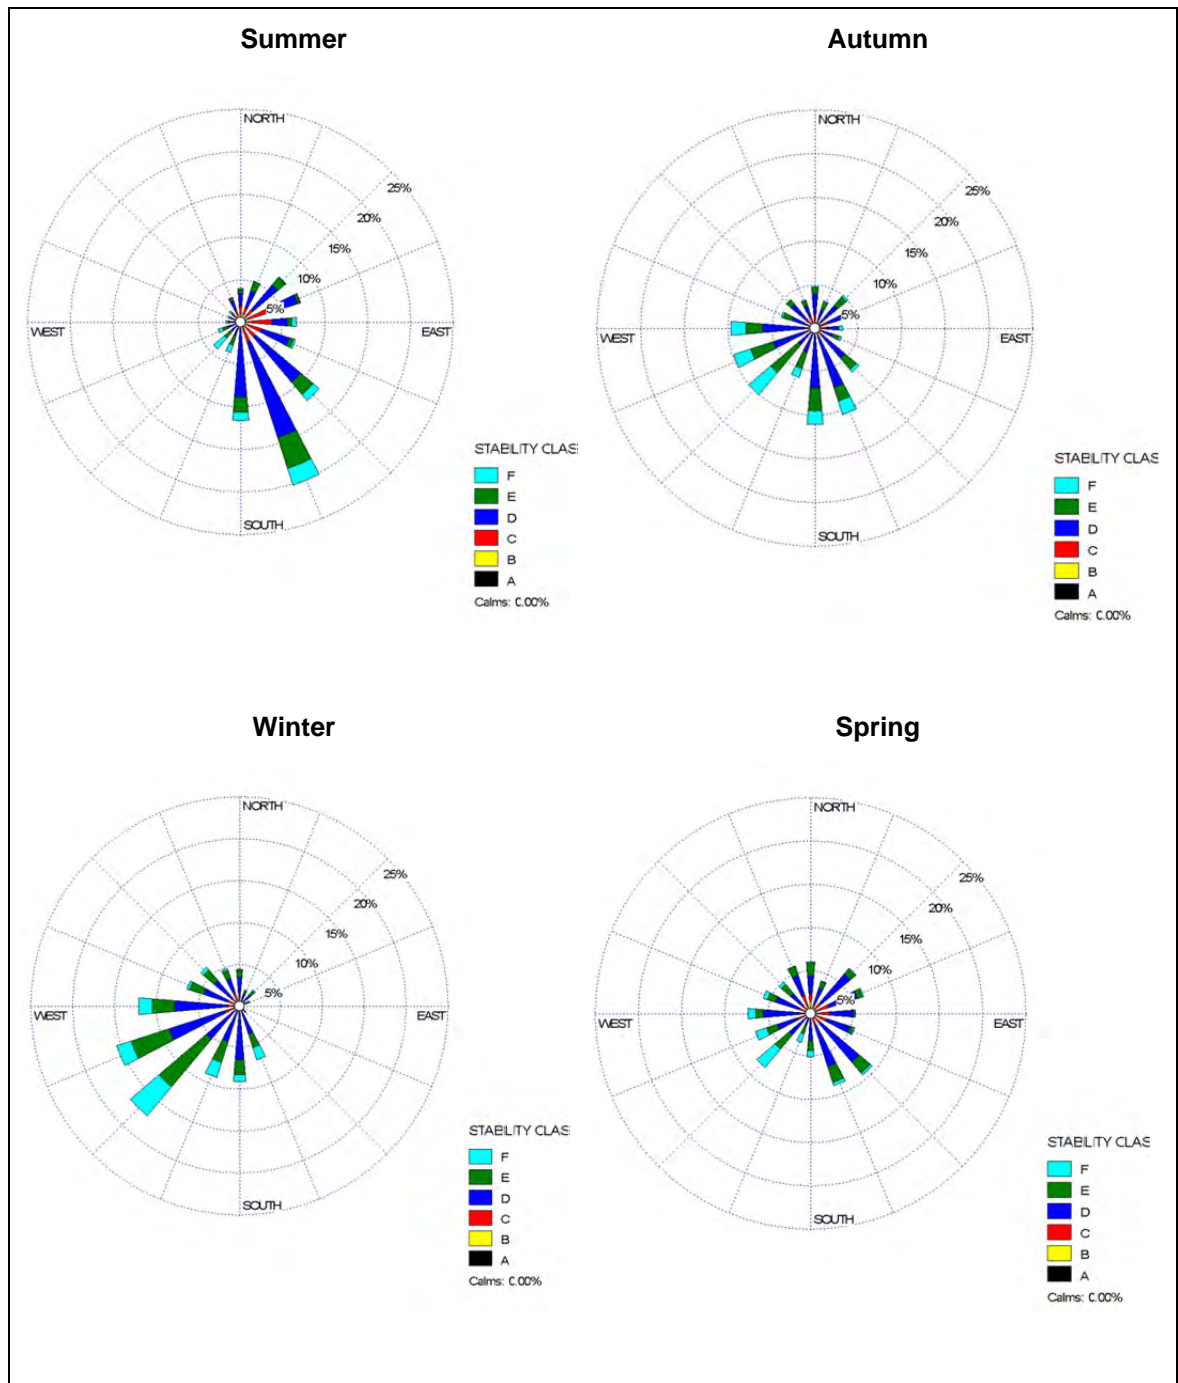 Summer
Autumn
NORTH
25%
20%
15%
10%
5%
WEST
EAST
SOUTH
STABILITY CLAS
F
E
D
C
B
A
Calms: 0.00%
NORTH
25%
20%
15%
10%
5%
WEST
EAST
SOUTH
STABILITY CLAS
F
E
D
C
B
A
Calms: 0.00%
Winter
Spring
NORTH
25%
20%
15%
10%
5%
WEST
EAST
SOUTH
STABILITY CLAS
F
E
D
C
B
A
Calms: 0.00%
NORTH
25%
20%
15%
10%
5%
WEST
EAST
SOUTH
STABILITY CLAS
F
E
D
C
B
A
Calms: 0.00%